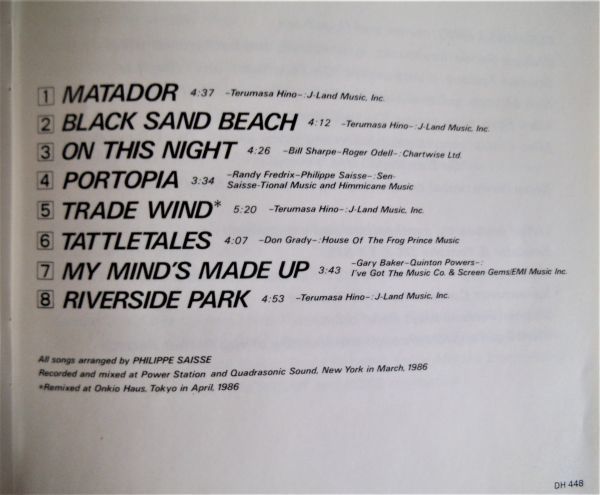 1 MATADOR 4:37 –Terumasa Hino–:J-Land Music, Inc.
2 BLACK SAND BEACH 4:12 –Terumasa Hino–:J-Land Music, Inc.
3 ON THIS NIGHT 4:26 –Bill Sharpe–Roger Odell–:Chartwise Ltd.
4 PORTOPIA 3:34 –Randy Fredrix–Philippe Saisse–:Sen-
Saisse-Tional Music and Himmicane Music
5 TRADE WIND* 5:20 –Terumasa Hino–:J-Land Music, Inc.
6 TATTLETALES 4:07 –Don Grady–:House Of The Frog Prince Music
7 MY MIND'S MADE UP 3:43 –Gary Baker–Quinton Powers–:
I've Got The Music Co. & Screen Gems/EMI Music Inc.
8 RIVERSIDE PARK 4:53 –Terumasa Hino–:J-Land Music, Inc.
All songs arranged by PHILIPPE SAISSE
Recorded and mixed at Power Station and Quadrasonic Sound, New York in March, 1986
*Remixed at Onkio Haus, Tokyo in April, 1986
DH 448